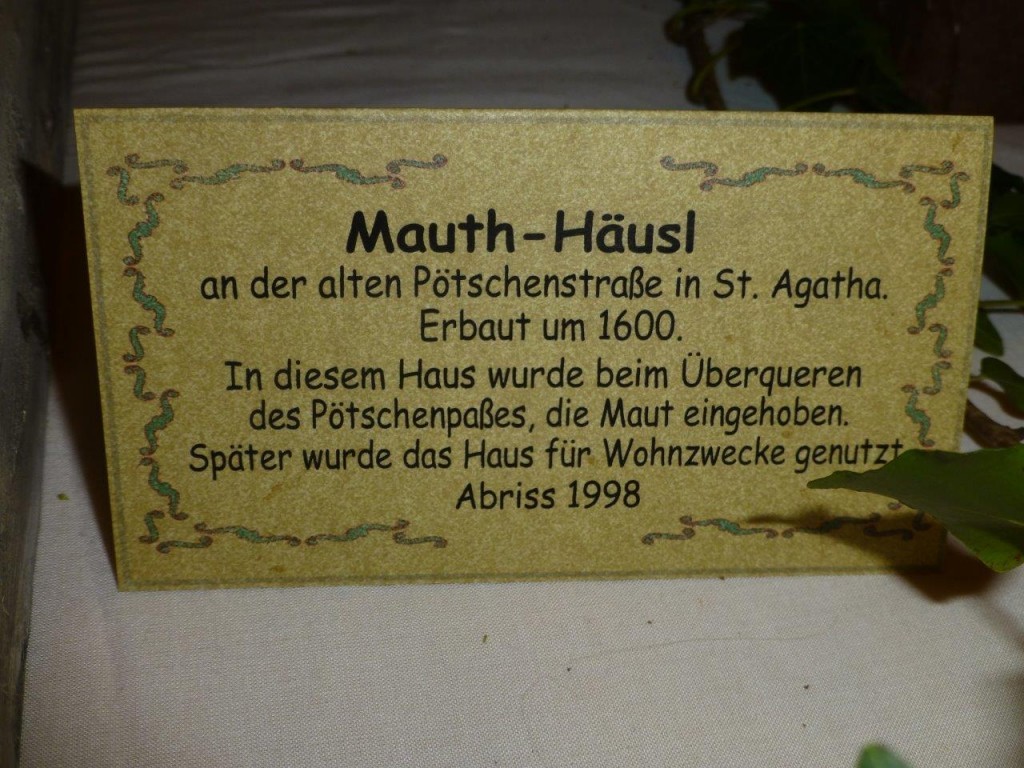 Mauth-Häusl
an der alten Pötschenstraße in St. Agatha.
Erbaut um 1600.
In diesem Haus wurde beim Überqueren
des Pötschenpaßes, die Maut eingehoben.
Später wurde das Haus für Wohnzwecke genutzt
Abriss 1998